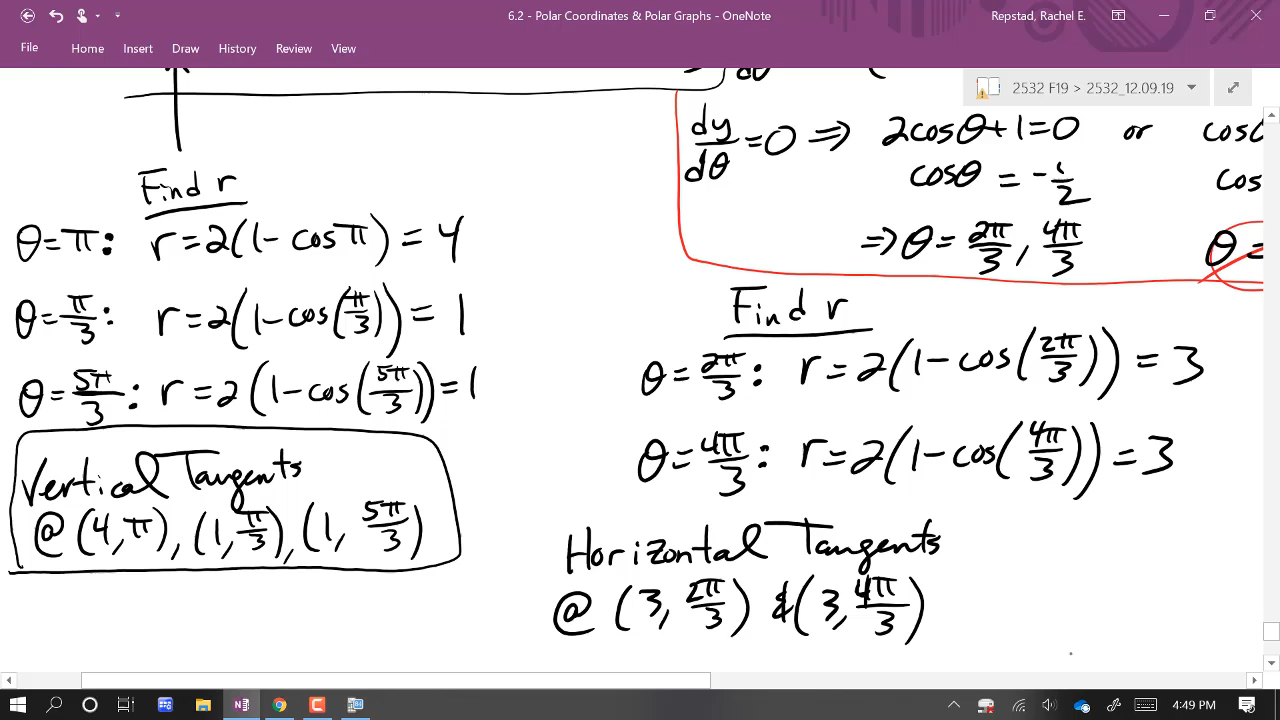 6.2 - Polar Coordinates & Polar Graphs - OneNote
Repstad, Rachel E.
File Home Insert Draw History Review View
2532 F19 > 2532_12.09.19
dθ
dy/dθ = 0 ⇒ 2cosθ+1=0 or
cosθ = -1/2 cos
⇒ θ = 2π/3, 4π/3 θ =
Find r
θ=π: r=2(1-cosπ) = 4
θ=π/3: r=2(1-cos(π/3)) = 1
θ=5π/3: r=2(1-cos(5π/3))=1
Vertical Tangents
@ (4,π), (1,π/3), (1, 5π/3)
Find r
θ=2π/3: r=2(1-cos(2π/3)) = 3
θ=4π/3: r=2(1-cos(4π/3)) = 3
Horizontal Tangents
@ (3, 2π/3) & (3, 4π/3)
4:49 PM